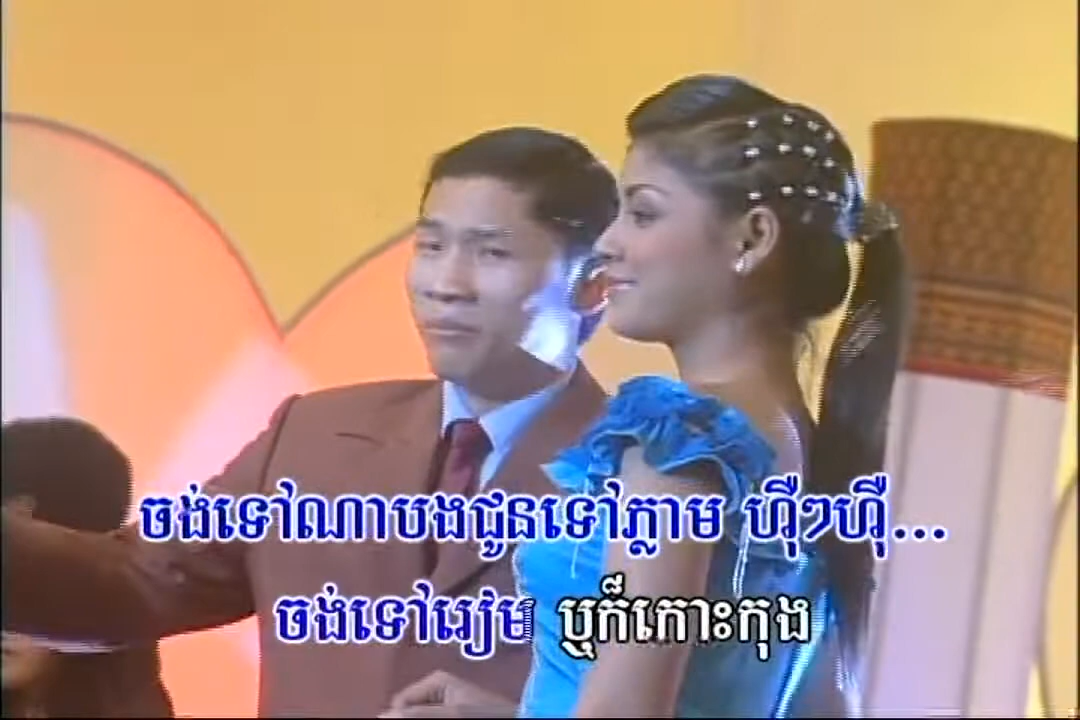 ចង់ទៅណាបងជូនទៅភ្លាម ហ៊ឺៗហ៊ឺ...
ចង់ទៅរៀម ឬក៏កោះកុង